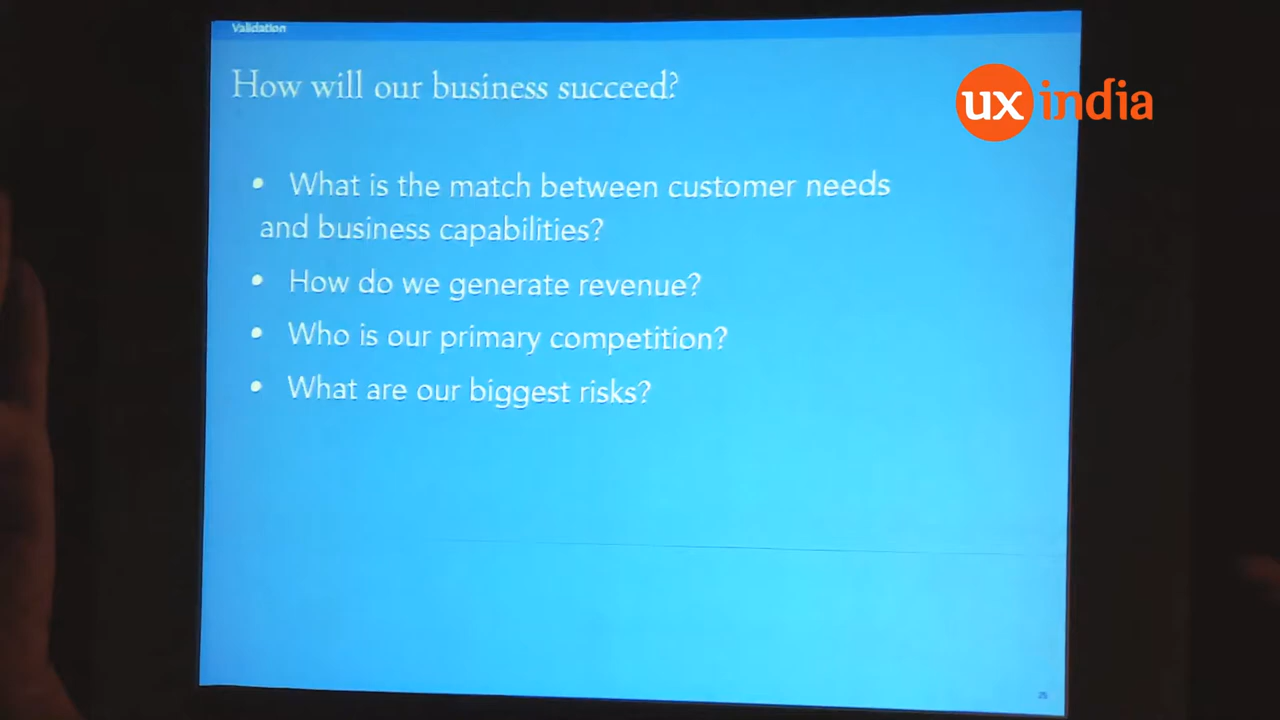 Validation
How will our business succeed?
ux india
• What is the match between customer needs
and business capabilities?
• How do we generate revenue?
• Who is our primary competition?
• What are our biggest risks?